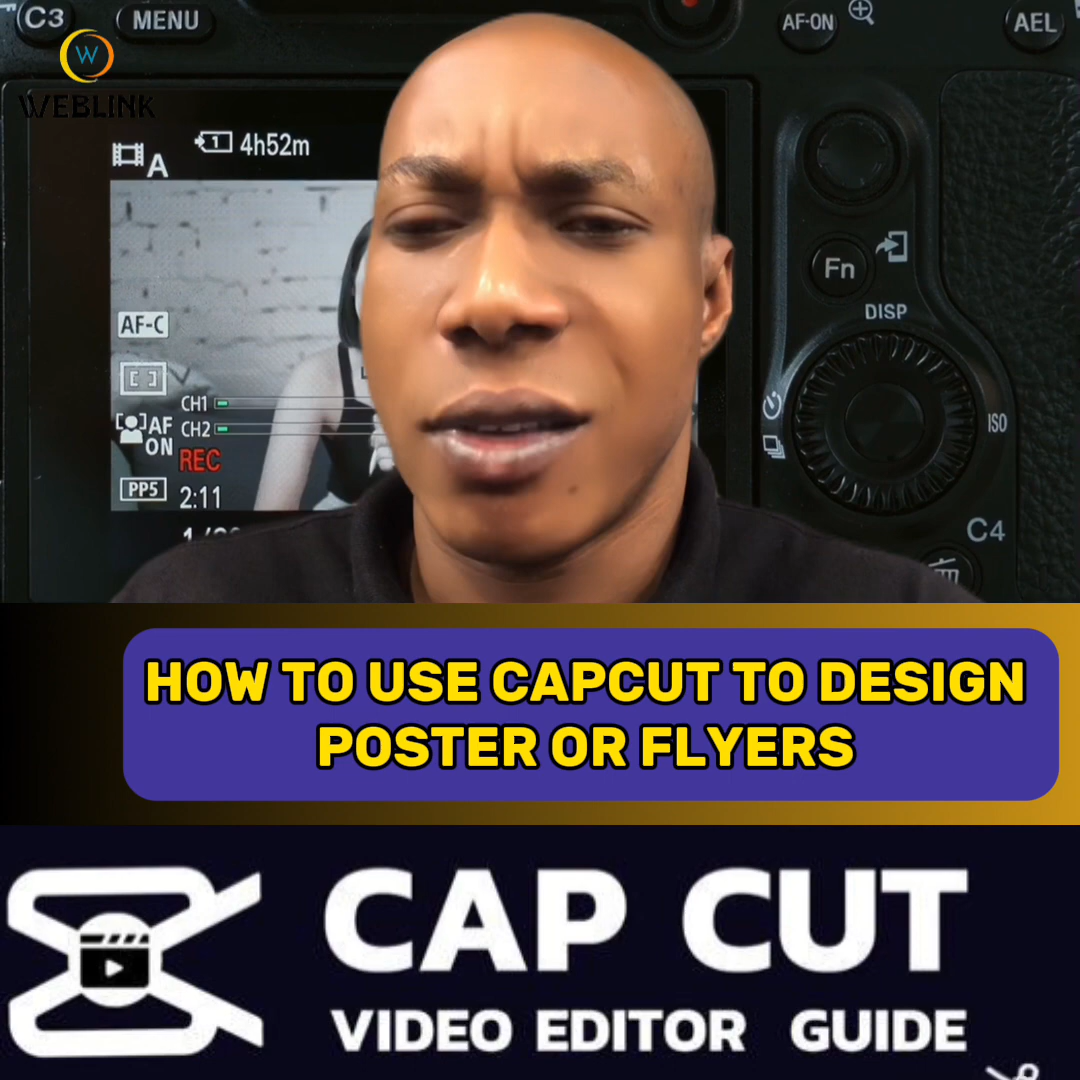 C3
MENU
AF-ON
AEL
W
WEBLINK
A
1
4h52m
Fn
DISP
AF-C
CH1
CH2
AF
ON
REC
ISO
PP5
2:11
C4
HOW TO USE CAPCUT TO DESIGN
POSTER OR FLYERS
CAP CUT
VIDEO EDITOR GUIDE